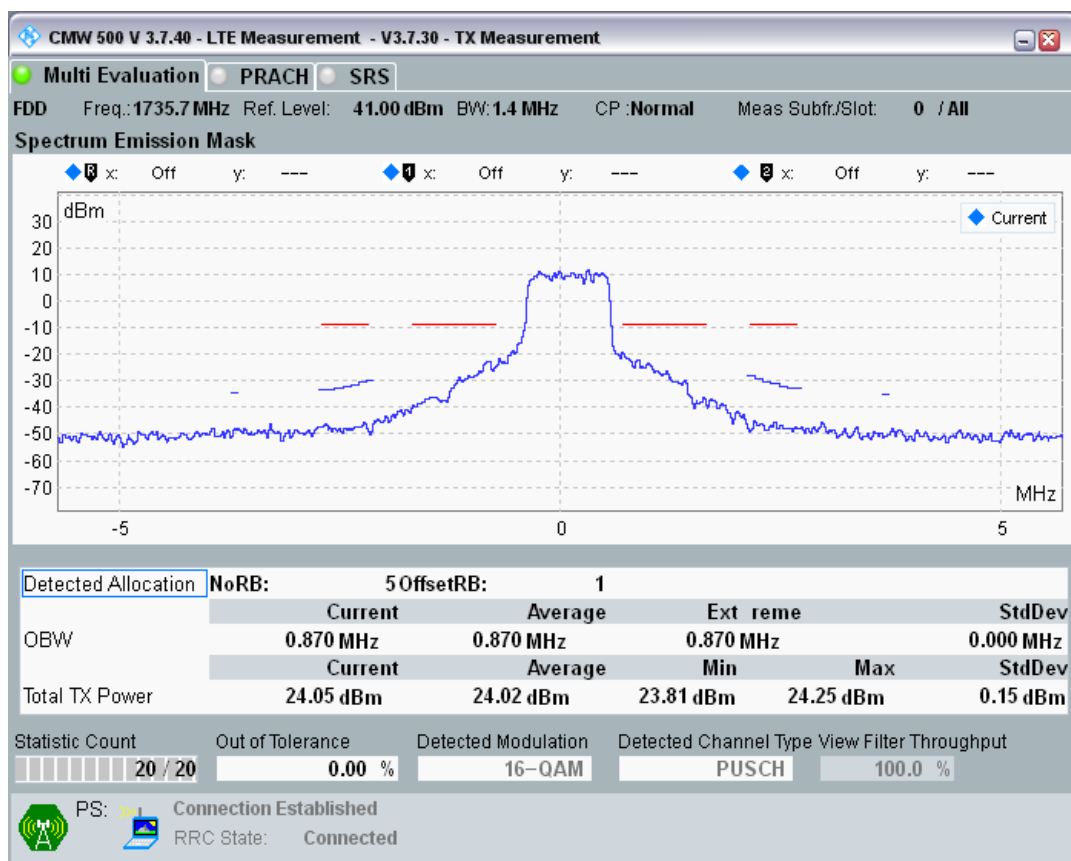 CMW 500 V 3.7.40 - LTE Measurement - V3.7.30 - TX Measurement
Multi Evaluation PRACH SRS
FDD Freq.: 1735.7 MHz Ref. Level: 41.00 dBm BW: 1.4 MHz CP :Normal Meas Subfr./Slot: 0 / All
Spectrum Emission Mask
R x: Off y: --- 1 x: Off y: --- 2 x: Off y: ---
dBm
Current
30
20
10
0
-10
-20
-30
-40
-50
-60
-70
MHz
-5 0 5
Detected Allocation NoRB: 5 OffsetRB: 1
Current Average Ext reme StdDev
OBW 0.870 MHz 0.870 MHz 0.870 MHz 0.000 MHz
Current Average Min Max StdDev
Total TX Power 24.05 dBm 24.02 dBm 23.81 dBm 24.25 dBm 0.15 dBm
Statistic Count Out of Tolerance Detected Modulation Detected Channel Type View Filter Throughput
20 / 20 0.00 % 16-QAM PUSCH 100.0 %
PS: Connection Established
RRC State: Connected